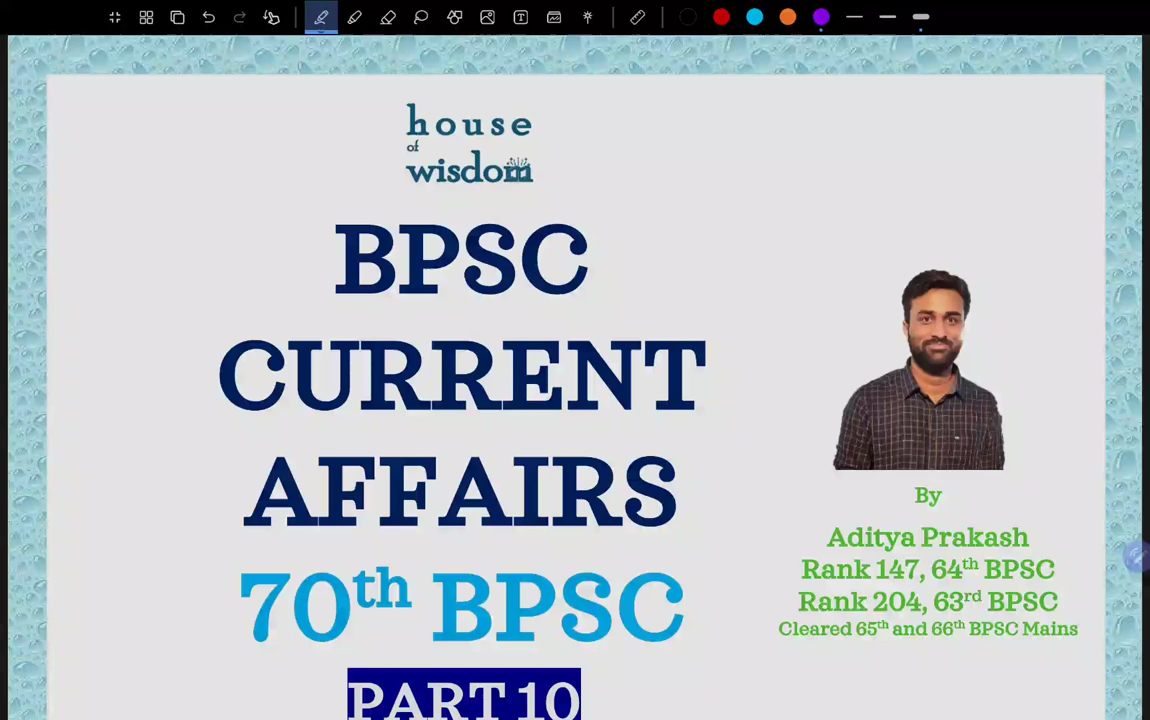 house
of
wisdom
BPSC
CURRENT
AFFAIRS
70th BPSC
PART 10
By
Aditya Prakash
Rank 147, 64th BPSC
Rank 204, 63rd BPSC
Cleared 65th and 66th BPSC Mains